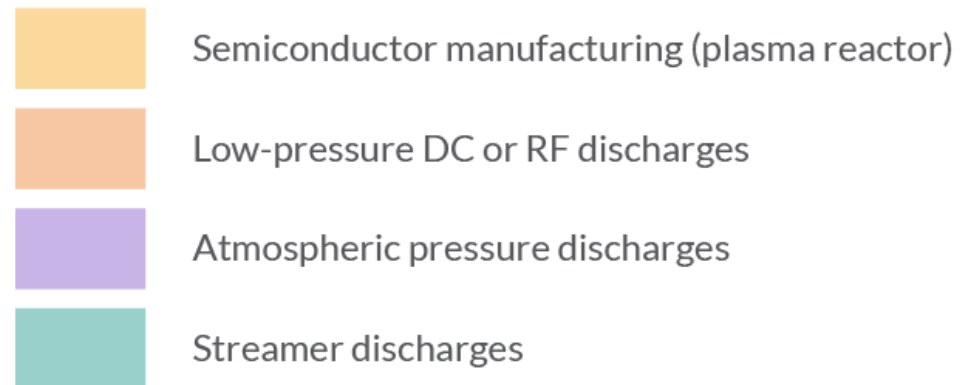 Semiconductor manufacturing (plasma reactor)
Low-pressure DC or RF discharges
Atmospheric pressure discharges
Streamer discharges